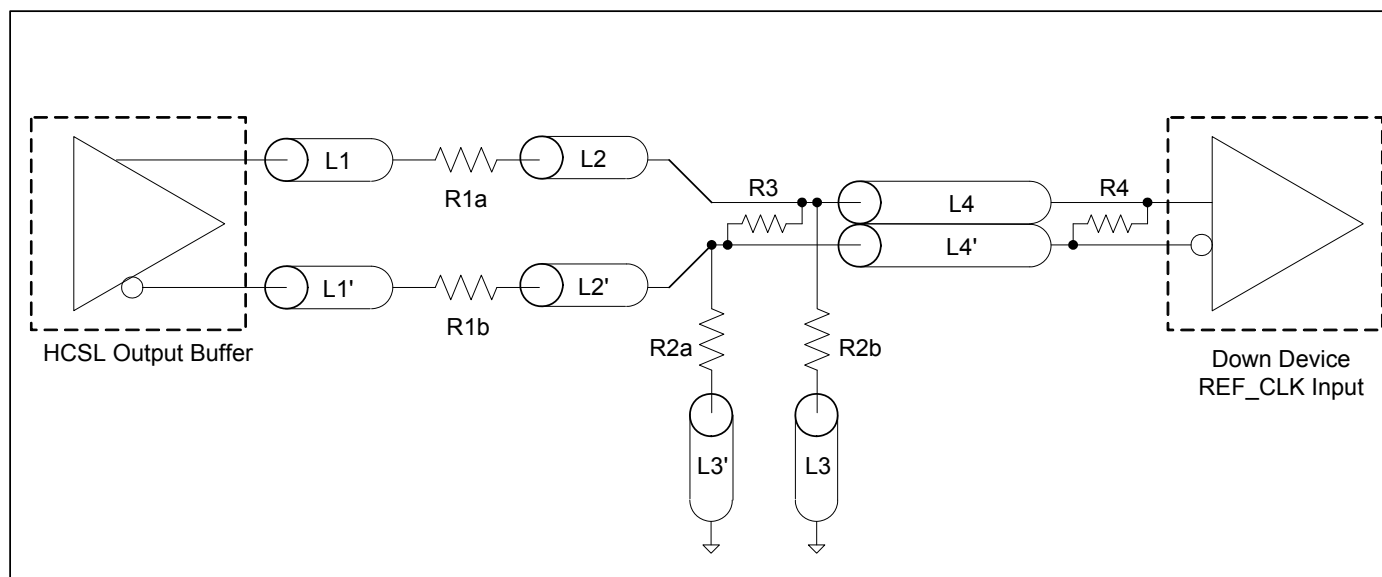 L1
R1a
L2
R3
L4
R4
L1'
R1b
L2'
L4'
HCSL Output Buffer
R2a
R2b
Down Device
REF_CLK Input
L3'
L3